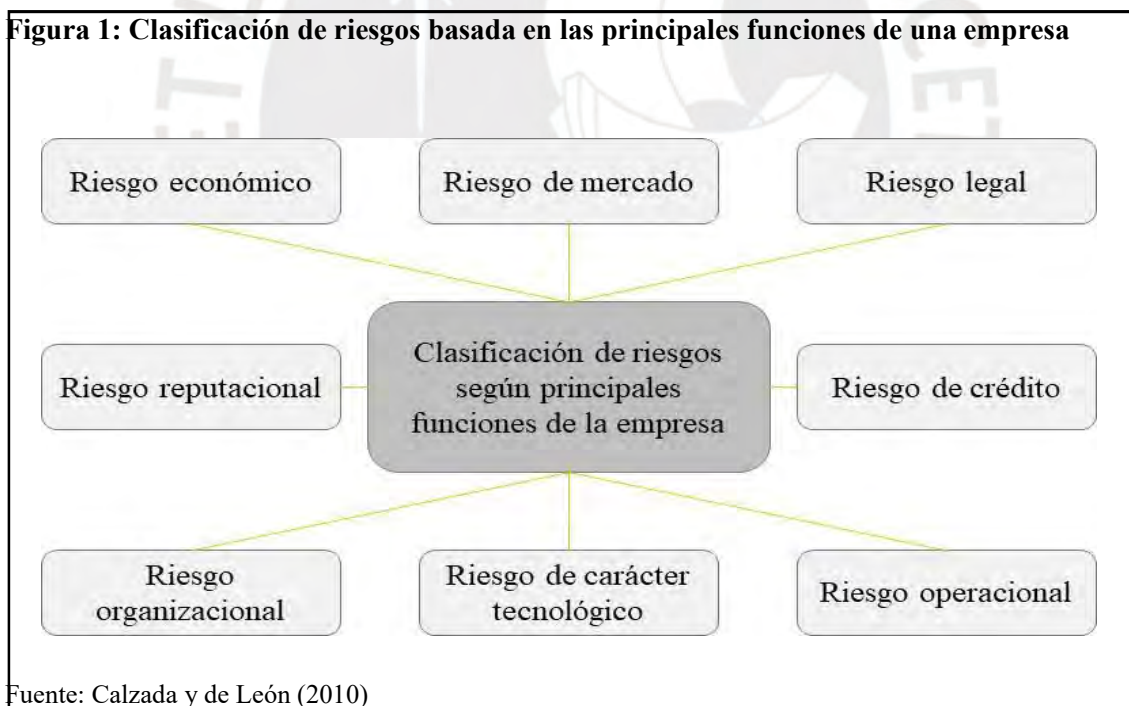 Figura 1: Clasificación de riesgos basada en las principales funciones de una empresa
Riesgo económico
Riesgo de mercado
Riesgo legal
Riesgo reputacional
Clasificación de riesgos
según principales
funciones de la empresa
Riesgo de crédito
Riesgo
organizacional
Riesgo de carácter
tecnológico
Riesgo operacional
Fuente: Calzada y de León (2010)